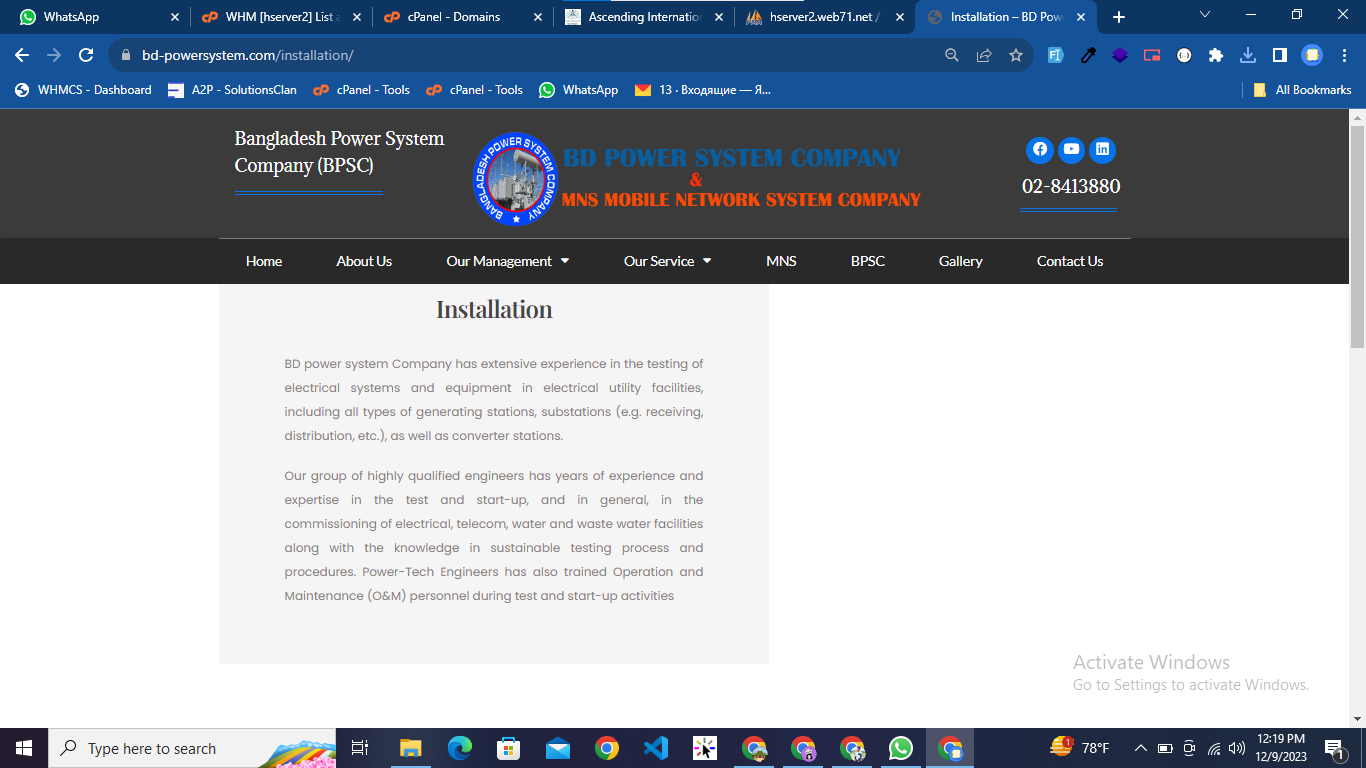 WhatsApp
WHM [hserver2] List a
cPanel - Domains
Ascending Internation
hserver2.web71.net /
Installation – BD Pow
bd-powersystem.com/installation/
WHMCS - Dashboard
A2P - SolutionsClan
cPanel - Tools
cPanel - Tools
WhatsApp
13 · Входящие — Я...
All Bookmarks
Bangladesh Power System
Company (BPSC)
BANGLADESH POWER SYSTEM COMPANY
BD POWER SYSTEM COMPANY
&
MNS MOBILE NETWORK SYSTEM COMPANY
02-8413880
Home
About Us
Our Management
Our Service
MNS
BPSC
Gallery
Contact Us
Installation
BD power system Company has extensive experience in the testing of
electrical systems and equipment in electrical utility facilities,
including all types of generating stations, substations (e.g. receiving,
distribution, etc.), as well as converter stations.
Our group of highly qualified engineers has years of experience and
expertise in the test and start-up, and in general, in the
commissioning of electrical, telecom, water and waste water facilities
along with the knowledge in sustainable testing process and
procedures. Power-Tech Engineers has also trained Operation and
Maintenance (O&M) personnel during test and start-up activities
Activate Windows
Go to Settings to activate Windows.
Type here to search
1
78°F
12:19 PM
12/9/2023
1